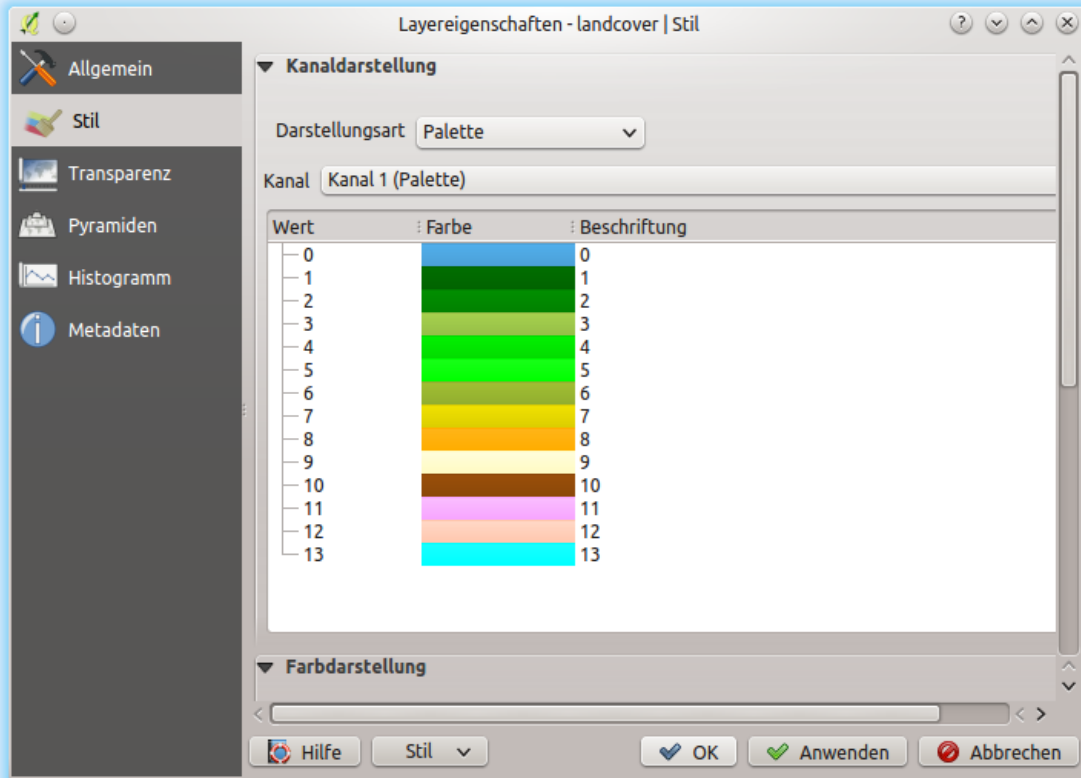 Layereigenschaften - landcover | Stil
Allgemein
Stil
Transparenz
Pyramiden
Histogramm
Metadaten
Kanaldarstellung
Darstellungsart Palette
Kanal Kanal 1 (Palette)
Wert Farbe Beschriftung
0 0
1 1
2 2
3 3
4 4
5 5
6 6
7 7
8 8
9 9
10 10
11 11
12 12
13 13
Farbdarstellung
Hilfe Stil OK Anwenden Abbrechen